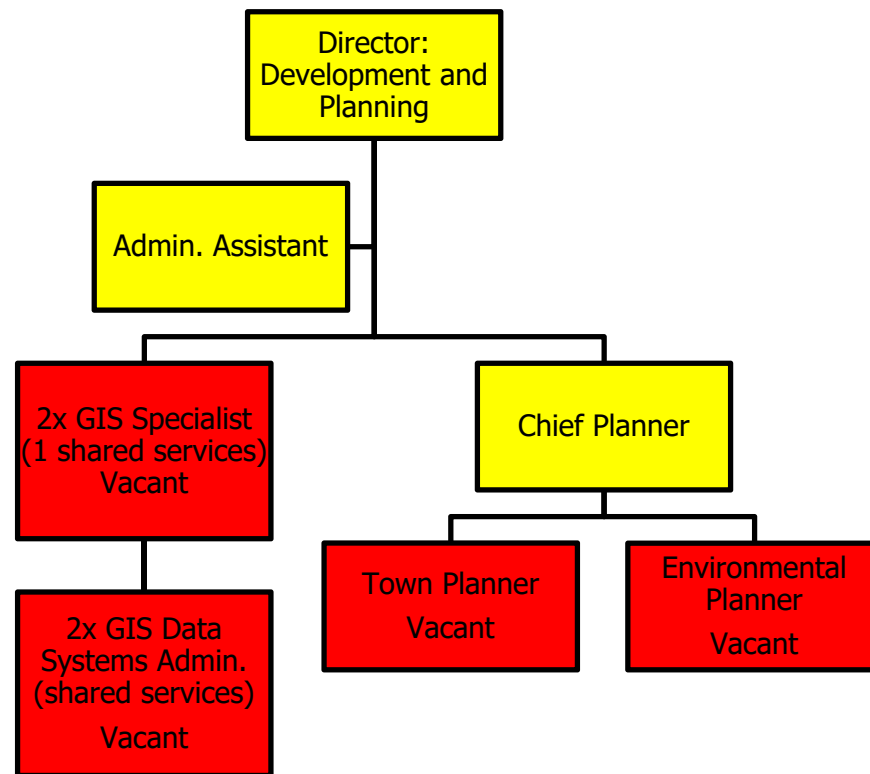 Director:
Development and
Planning
Admin. Assistant
2x GIS Specialist
(1 shared services)
Vacant
Chief Planner
2x GIS Data
Systems Admin.
(shared services)
Vacant
Town Planner
Vacant
Environmental
Planner
Vacant